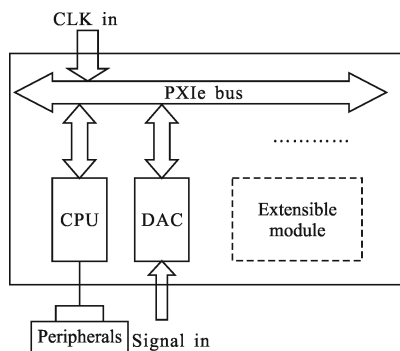 CLK in
PXIe bus
............
CPU
DAC
Extensible
module
Peripherals
Signal in